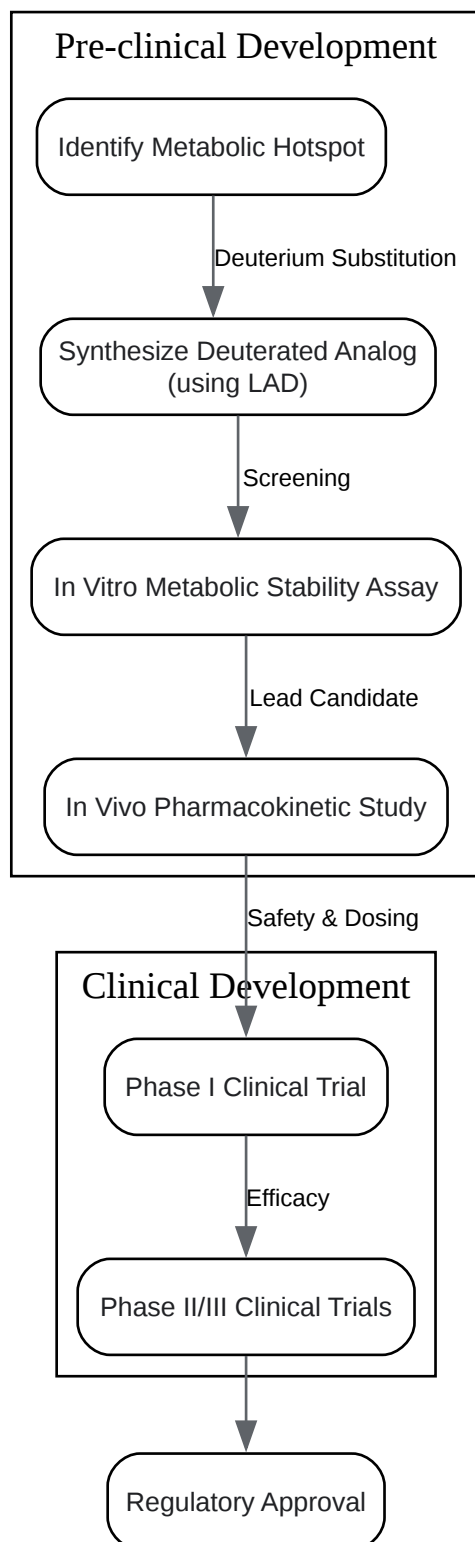 Pre-clinical Development
Identify Metabolic Hotspot
Deuterium Substitution
Synthesize Deuterated Analog
(using LAD)
Screening
In Vitro Metabolic Stability Assay
Lead Candidate
In Vivo Pharmacokinetic Study
Safety & Dosing
Clinical Development
Phase I Clinical Trial
Efficacy
Phase II/III Clinical Trials
Regulatory Approval